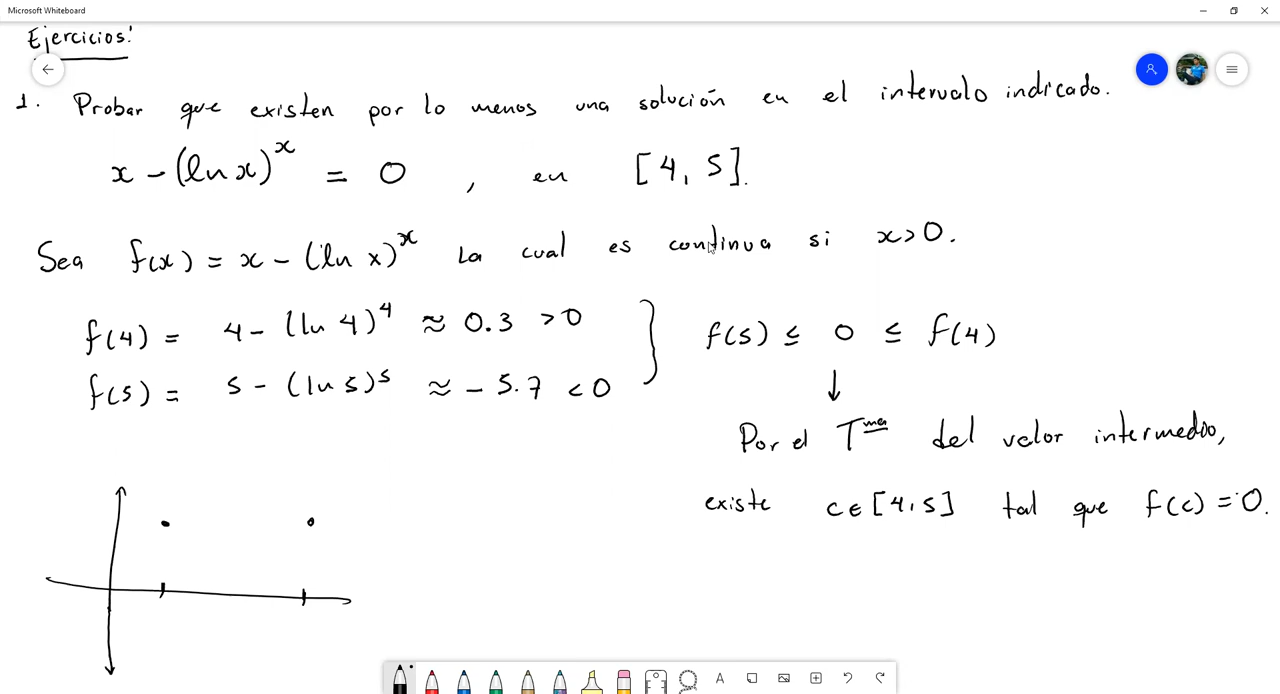 Microsoft Whiteboard
Ejercicios:
1. Probar que existen por lo menos una solución en el intervalo indicado.
x - (ln x)^x = 0 , en [4, 5].
Sea f(x) = x - (ln x)^x La cual es continua si x > 0.
f(4) = 4 - (ln 4)^4 ≈ 0.3 > 0
f(5) ≤ 0 ≤ f(4)
f(5) = 5 - (ln 5)^5 ≈ - 5.7 < 0
↓
Por el T^ma del valor intermedio,
existe c ∈ [4, 5] tal que f(c) = 0.
A